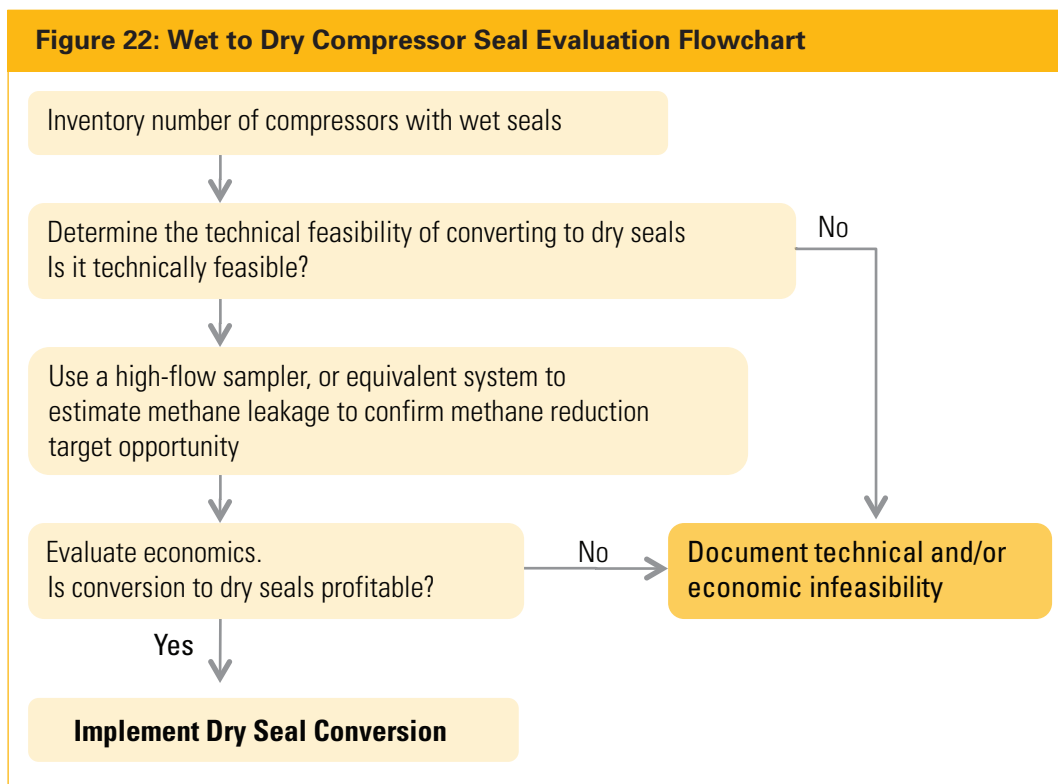 Figure 22: Wet to Dry Compressor Seal Evaluation Flowchart
Inventory number of compressors with wet seals
Determine the technical feasibility of converting to dry seals
Is it technically feasible?
No
Use a high-flow sampler, or equivalent system to
estimate methane leakage to confirm methane reduction
target opportunity
Evaluate economics.
Is conversion to dry seals profitable?
No
Document technical and/or
economic infeasibility
Yes
Implement Dry Seal Conversion